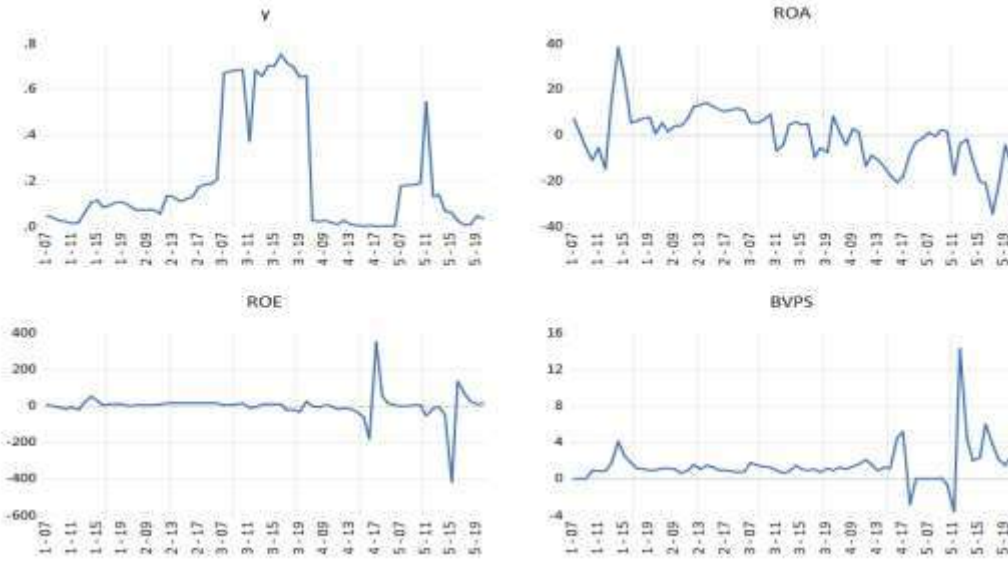 y
.8
.6
.4
.2
.0
1 - 07
1 - 11
1 - 15
1 - 19
2 - 09
2 - 13
2 - 17
3 - 07
3 - 11
3 - 15
3 - 19
4 - 09
4 - 13
4 - 17
5 - 07
5 - 11
5 - 15
5 - 19
ROA
40
20
0
-20
-40
1 - 07
1 - 11
1 - 15
1 - 19
2 - 09
2 - 13
2 - 17
3 - 07
3 - 11
3 - 15
3 - 19
4 - 09
4 - 13
4 - 17
5 - 07
5 - 11
5 - 15
5 - 19
ROE
400
200
0
-200
-400
-600
1 - 07
1 - 11
1 - 15
1 - 19
2 - 09
2 - 13
2 - 17
3 - 07
3 - 11
3 - 15
3 - 19
4 - 09
4 - 13
4 - 17
5 - 07
5 - 11
5 - 15
5 - 19
BVPS
16
12
8
4
0
-4
1 - 07
1 - 11
1 - 15
1 - 19
2 - 09
2 - 13
2 - 17
3 - 07
3 - 11
3 - 15
3 - 19
4 - 09
4 - 13
4 - 17
5 - 07
5 - 11
5 - 15
5 - 19